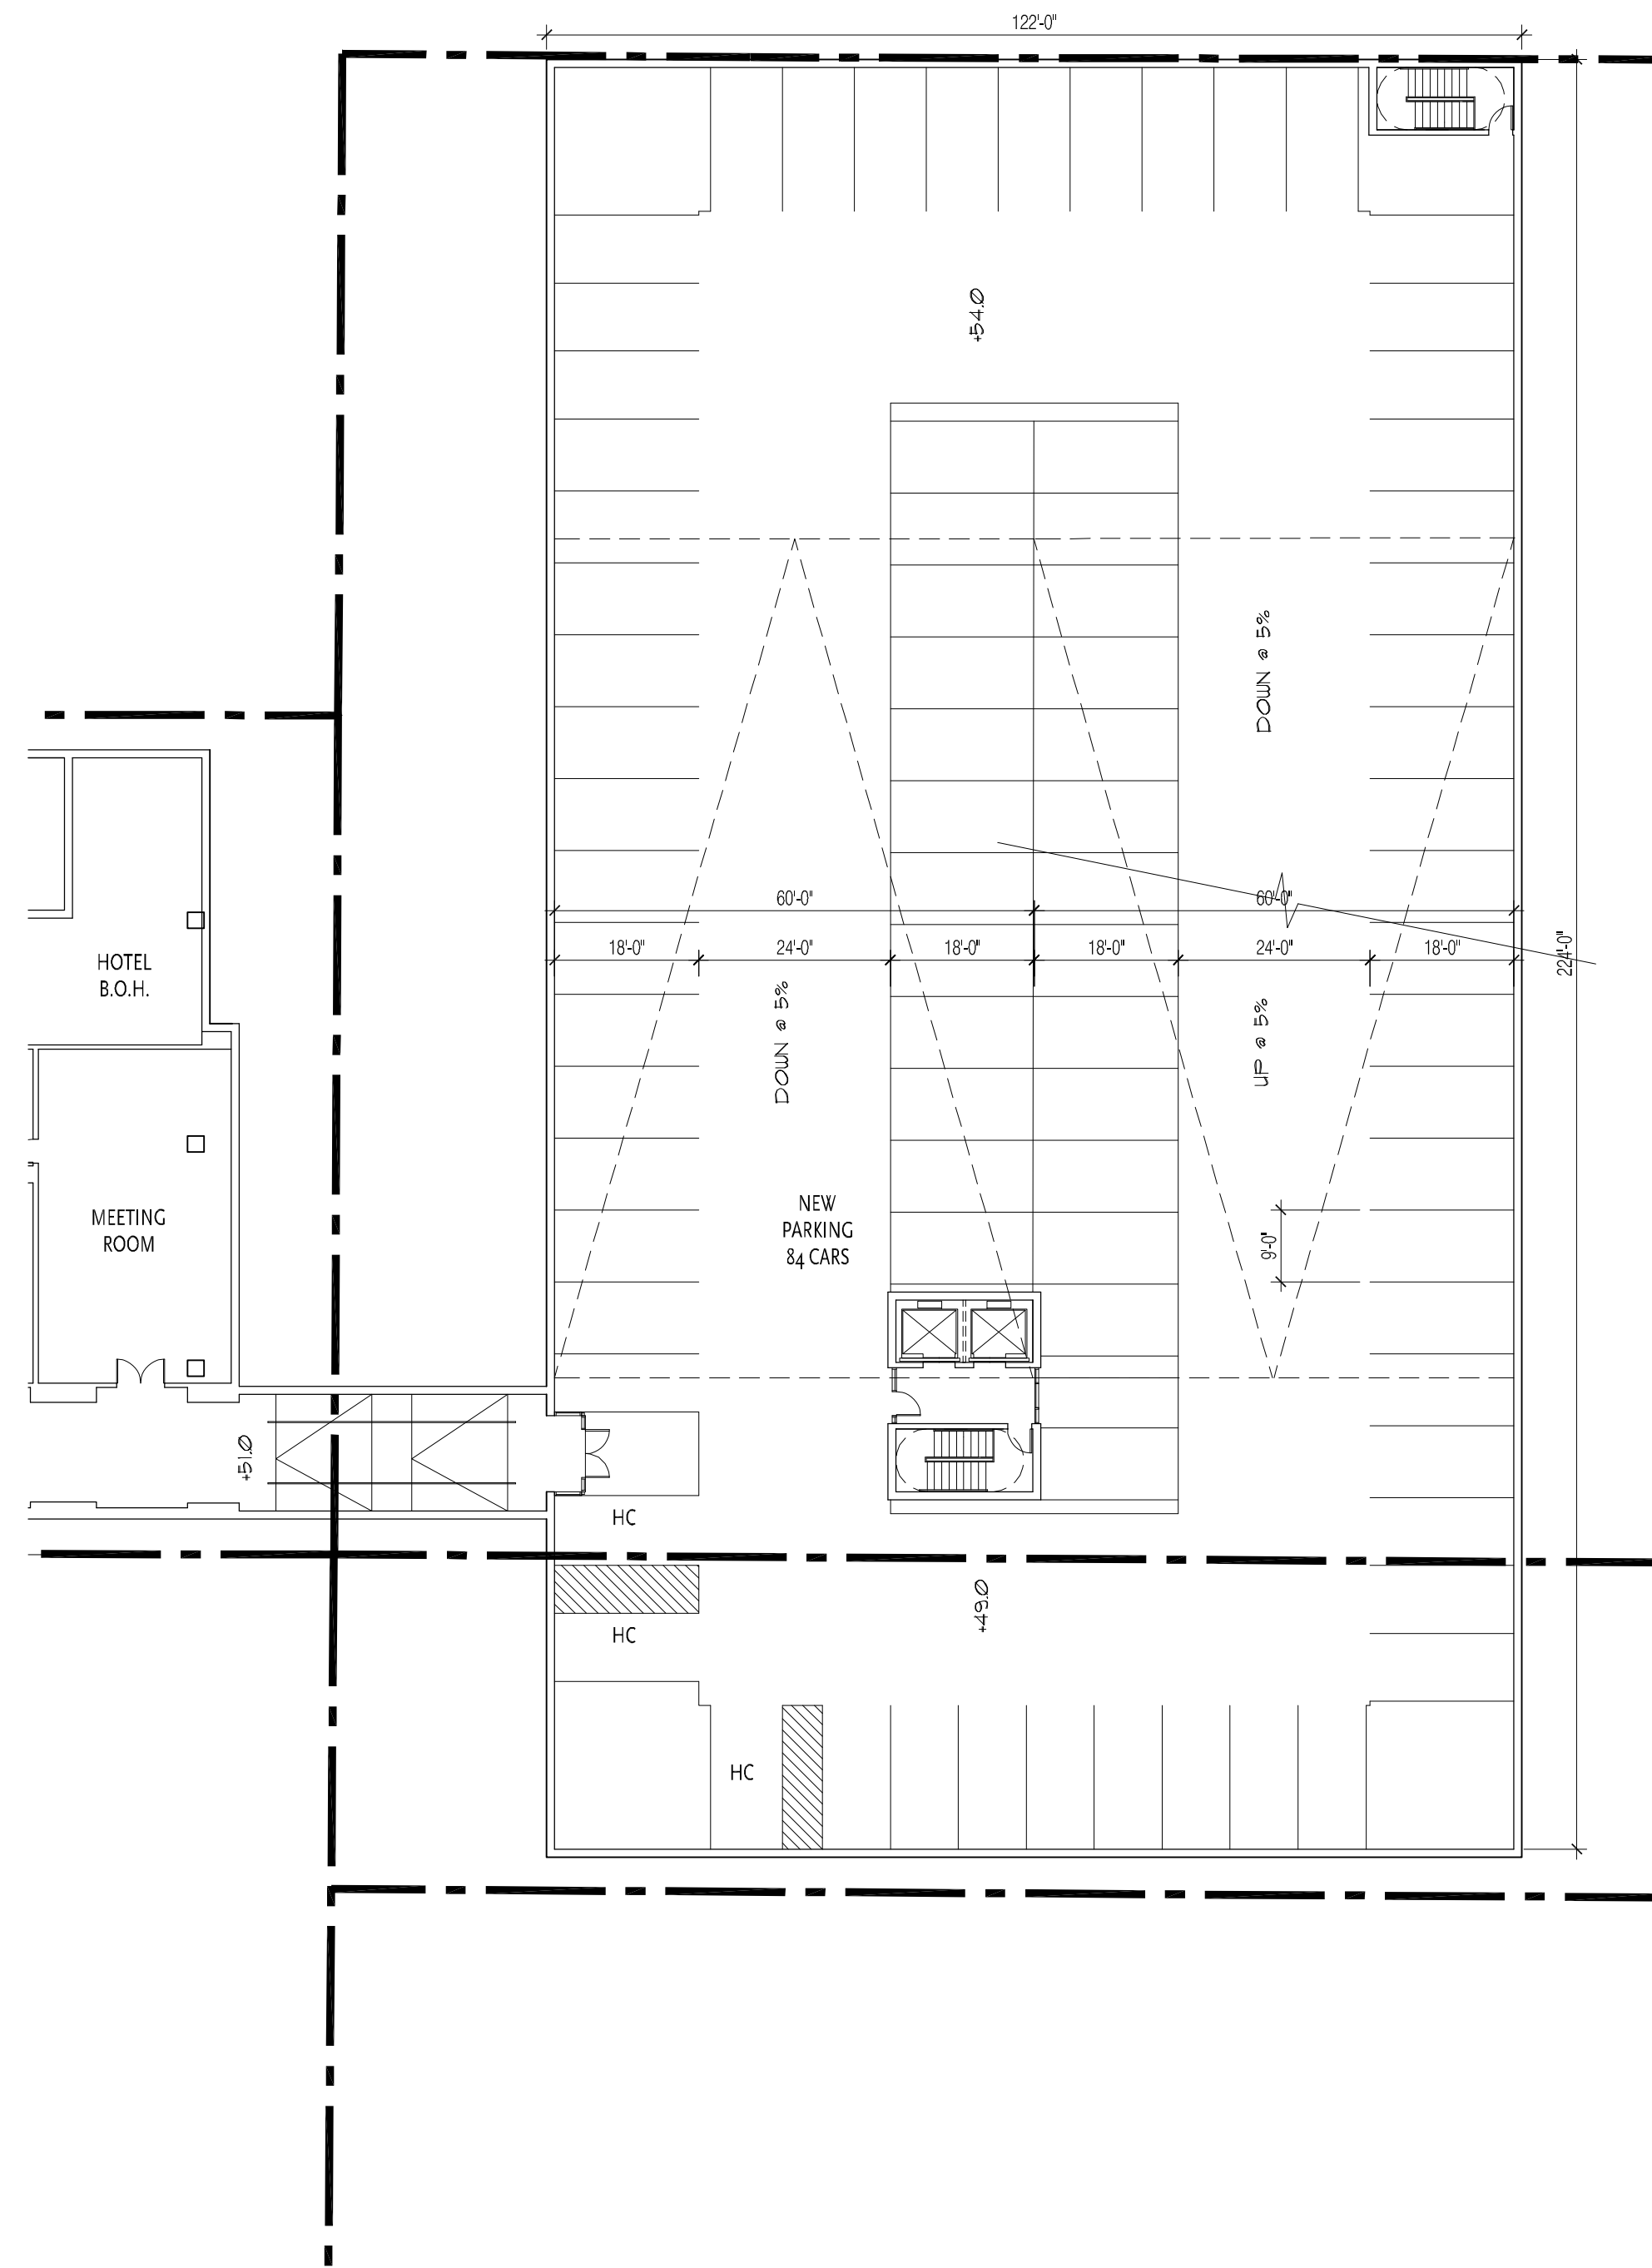 122'-0"
+54.0
DOWN @ 5%
60'-0"
60'-0"
18'-0"
24'-0"
18'-0"
18'-0"
24'-0"
18'-0"
224'-0"
HOTEL
B.O.H.
DOWN @ 5%
UP @ 5%
MEETING
ROOM
NEW
PARKING
84 CARS
9'-0"
+51.0
HC
+49.0
HC
HC